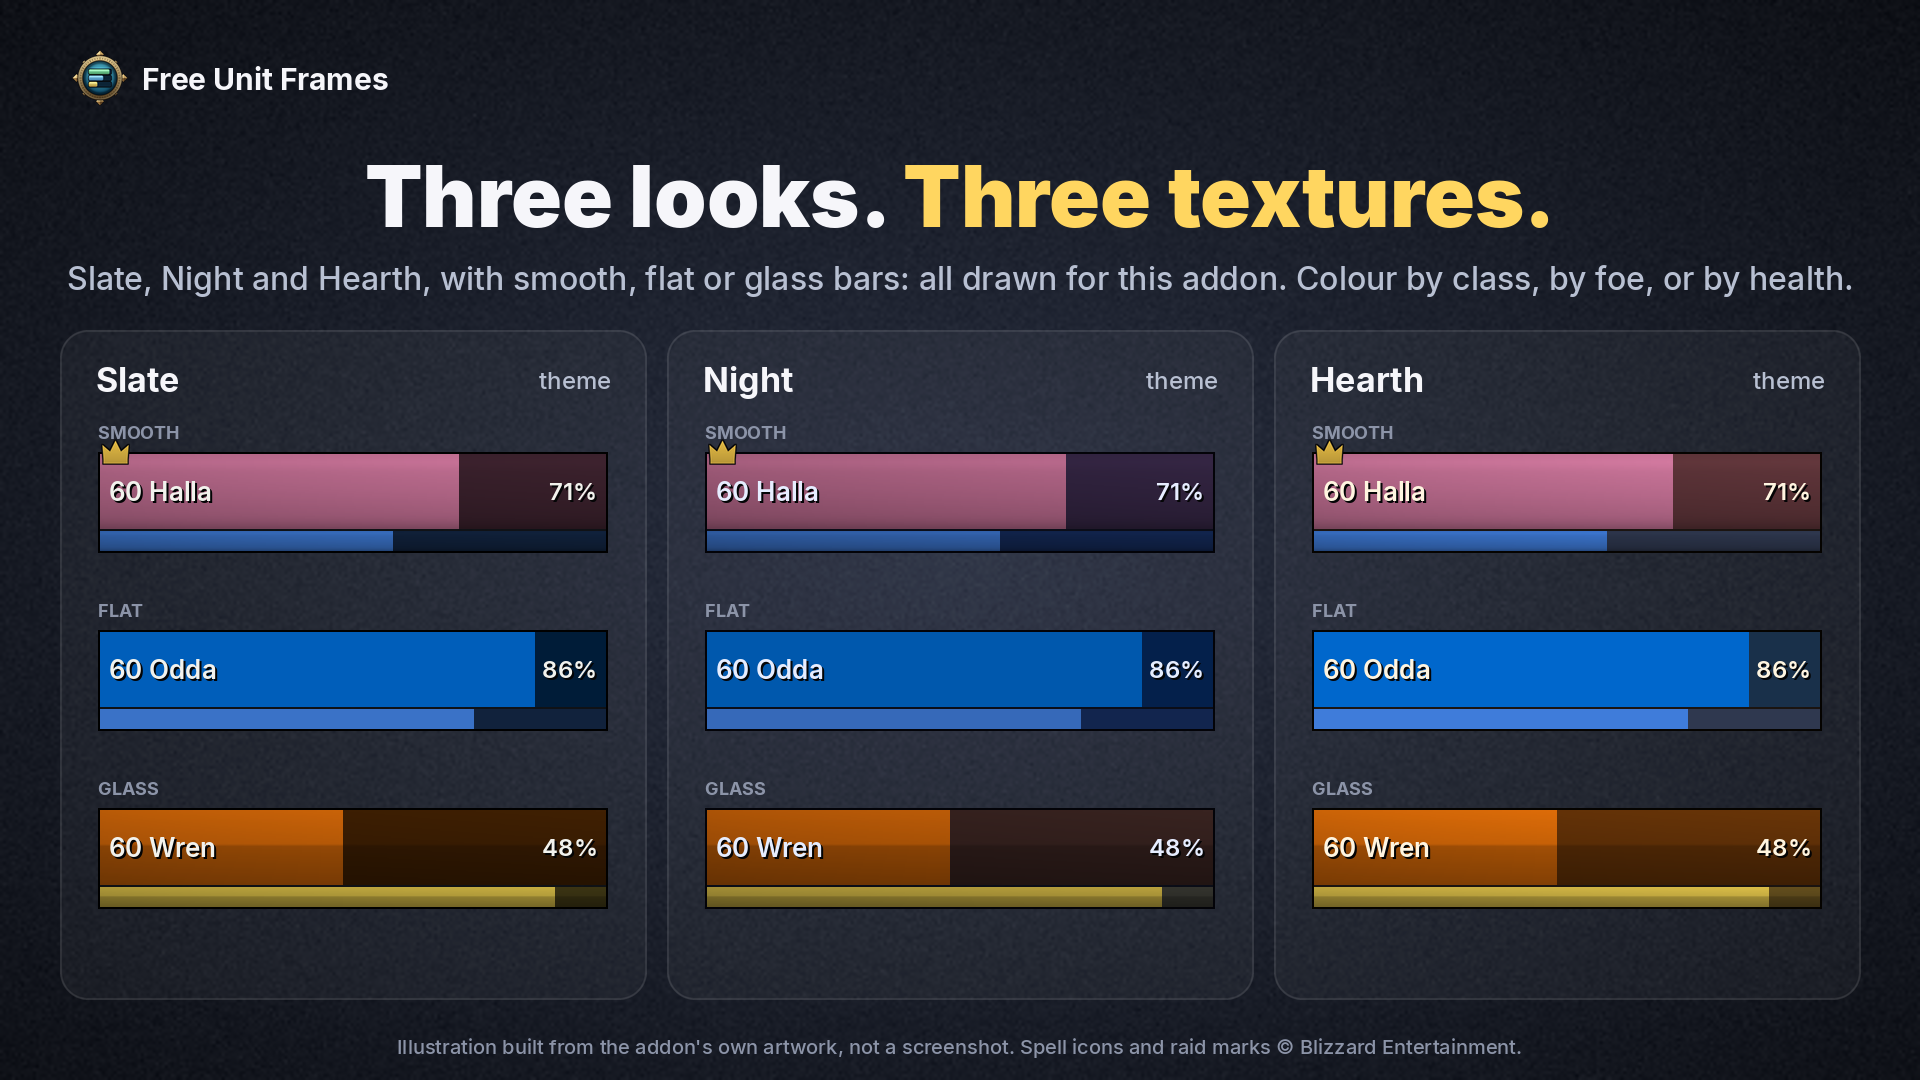 Free Unit Frames
Three looks. Three textures.
Slate, Night and Hearth, with smooth, flat or glass bars: all drawn for this addon. Colour by class, by foe, or by health.
Slate theme
SMOOTH
60 Halla 71%
FLAT
60 Odda 86%
GLASS
60 Wren 48%
Night theme
SMOOTH
60 Halla 71%
FLAT
60 Odda 86%
GLASS
60 Wren 48%
Hearth theme
SMOOTH
60 Halla 71%
FLAT
60 Odda 86%
GLASS
60 Wren 48%
Illustration built from the addon's own artwork, not a screenshot. Spell icons and raid marks © Blizzard Entertainment.